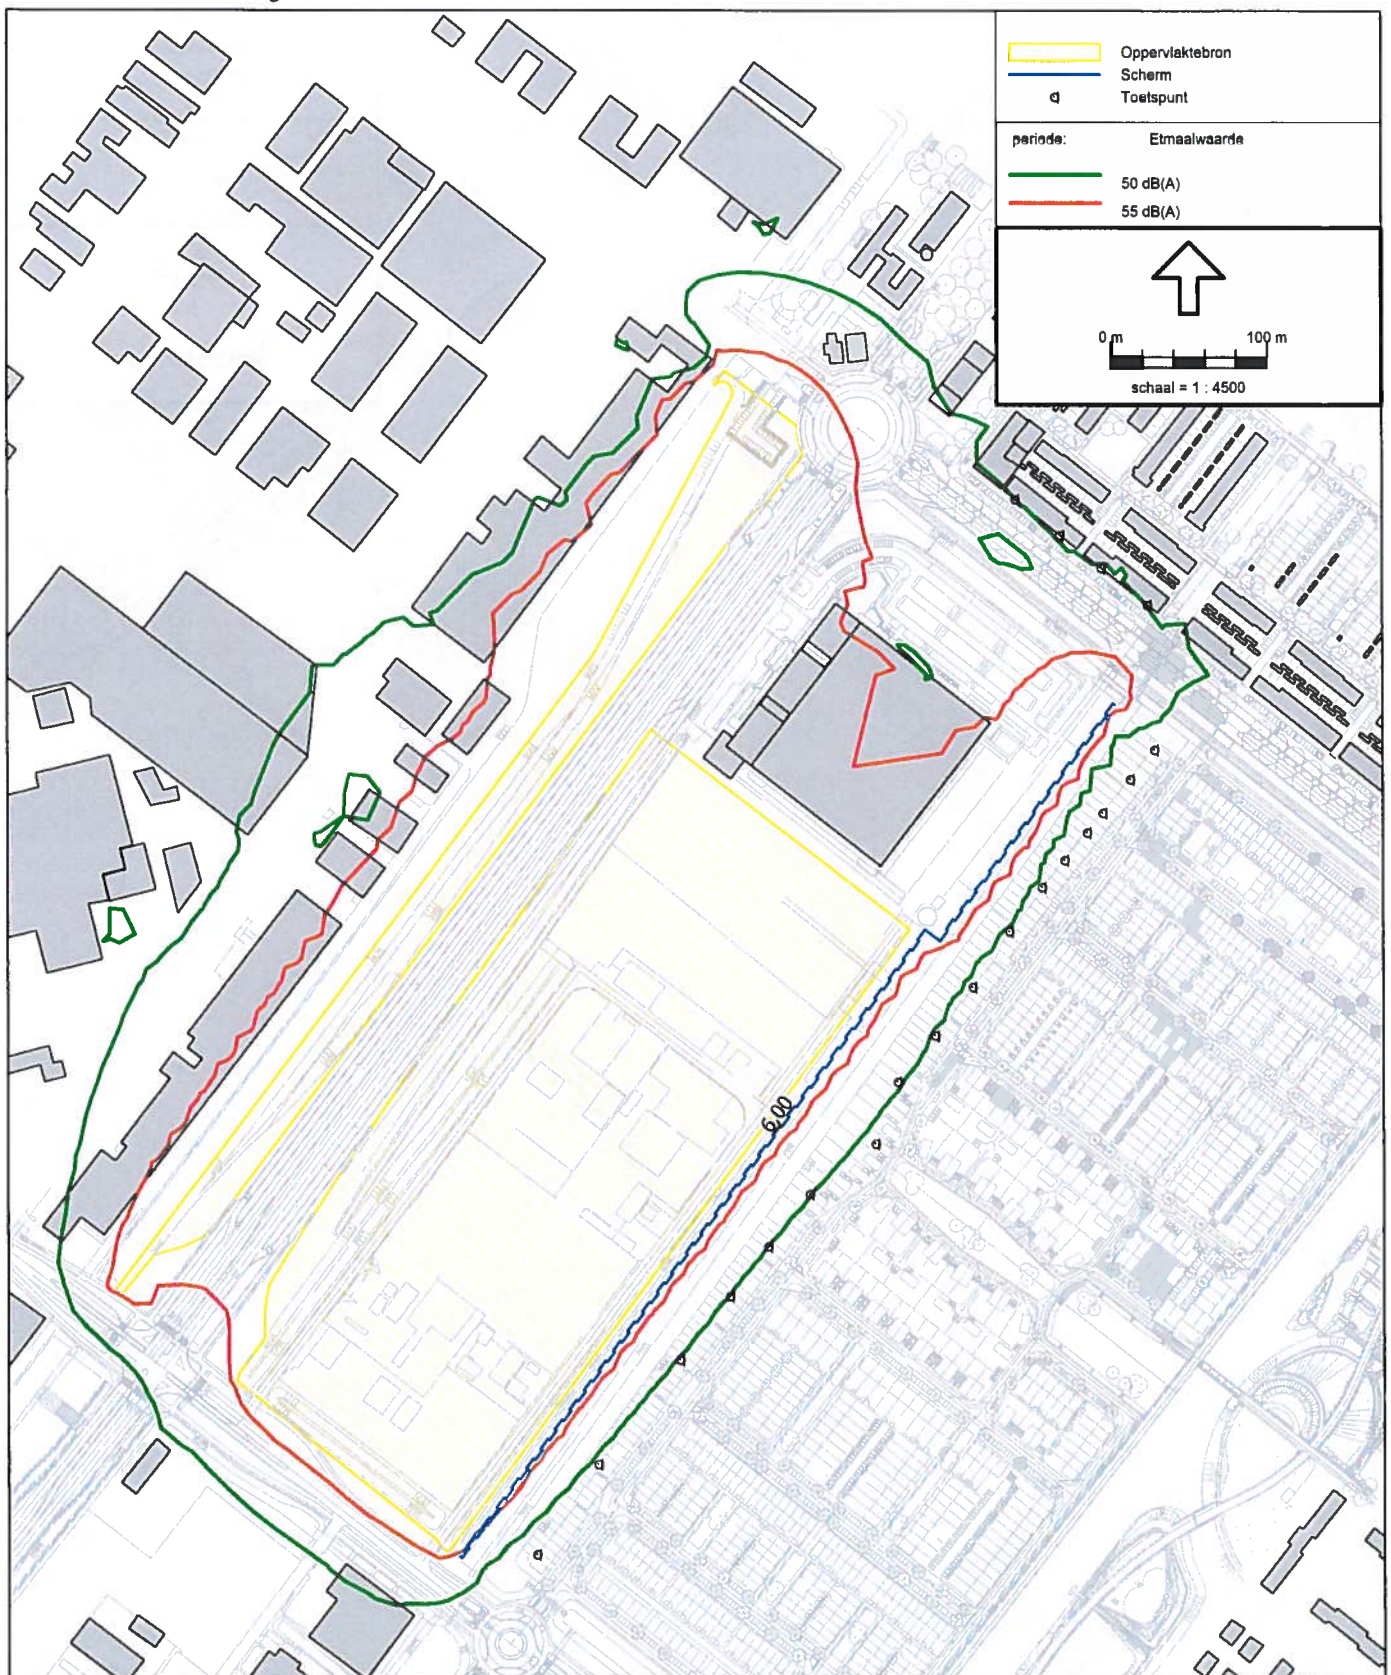 Oppervlaktebron
Scherm
Toetspunt
periode: Etmaalwaarde
50 dB(A)
55 dB(A)
0 m 100 m
schaal = 1 : 4500
6,00